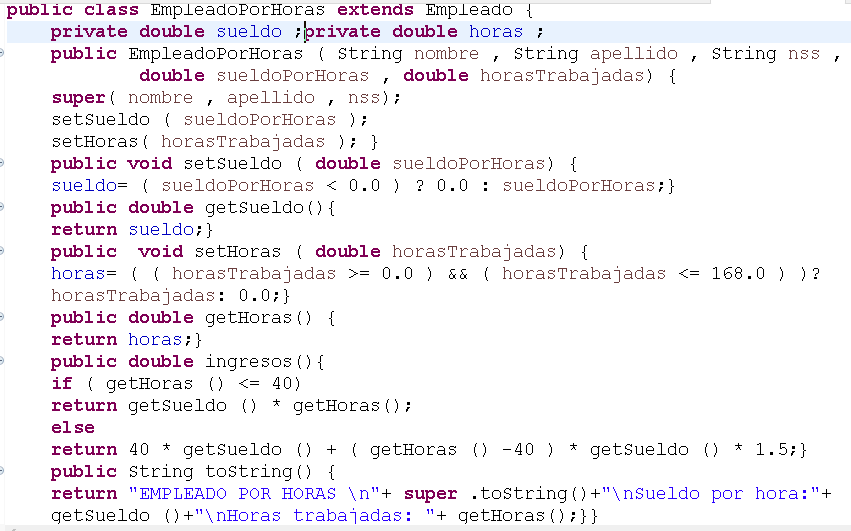 public class EmpleadoPorHoras extends Empleado {
private double sueldo ;private double horas ;
public EmpleadoPorHoras ( String nombre , String apellido , String nss ,
double sueldoPorHoras , double horasTrabajadas) {
super( nombre , apellido , nss);
setSueldo ( sueldoPorHoras );
setHoras( horasTrabajadas ); }
public void setSueldo ( double sueldoPorHoras) {
sueldo= ( sueldoPorHoras < 0.0 ) ? 0.0 : sueldoPorHoras;}
public double getSueldo(){
return sueldo;}
public  void setHoras ( double horasTrabajadas) {
horas= ( ( horasTrabajadas >= 0.0 ) && ( horasTrabajadas <= 168.0 ) )?
horasTrabajadas: 0.0;}
public double getHoras() {
return horas;}
public double ingresos(){
if ( getHoras () <= 40)
return getSueldo () * getHoras();
else
return 40 * getSueldo () + ( getHoras () -40 ) * getSueldo () * 1.5;}
public String toString() {
return "EMPLEADO POR HORAS \n"+ super .toString()+"\nSueldo por hora:"+
getSueldo ()+"\nHoras trabajadas: "+ getHoras();}}